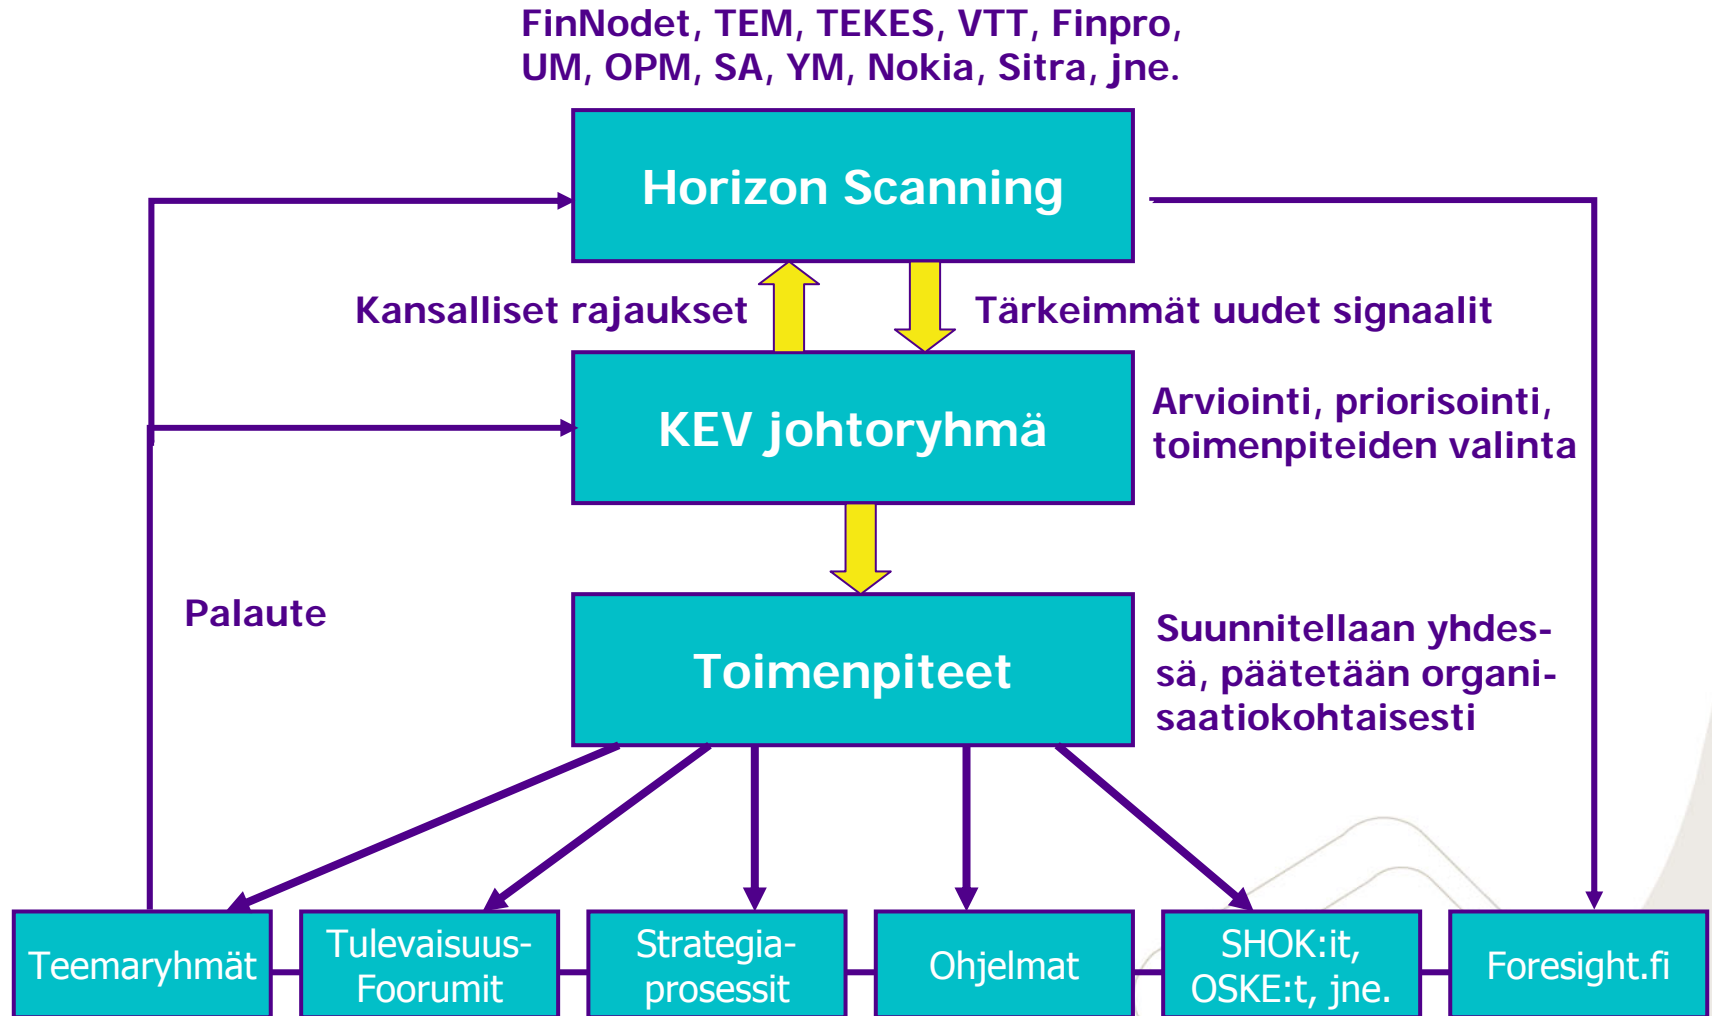 FinNodet, TEM, TEKES, VTT, Finpro,
UM, OPM, SA, YM, Nokia, Sitra, jne.
Horizon Scanning
Kansalliset rajaukset
Tärkeimmät uudet signaalit
KEV johtoryhmä
Arviointi, priorisointi,
toimenpiteiden valinta
Palaute
Toimenpiteet
Suunnitellaan yhdes-
sä, päätetään organi-
saatiokohtaisesti
Teemaryhmät
Tulevaisuus-
Foorumit
Strategia-
prosessit
Ohjelmat
SHOK:it,
OSKE:t, jne.
Foresight.fi